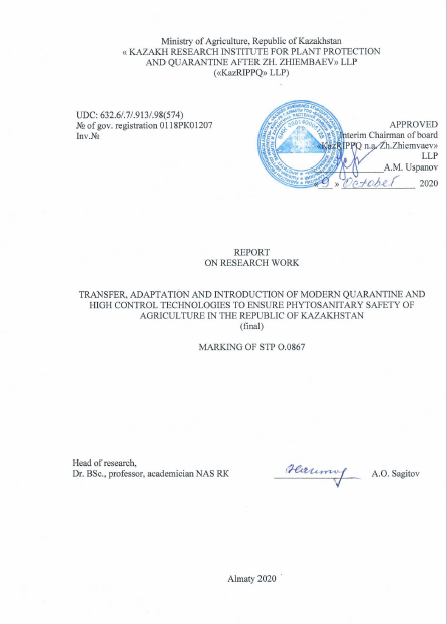 Ministry of Agriculture, Republic of Kazakhstan
« KAZAKH RESEARCH INSTITUTE FOR PLANT PROTECTION
AND QUARANTINE AFTER ZH. ZHIEMBAEV» LLP
(«KazRIPPQ» LLP)
UDC: 632.6/.7/.913/.98(574)
№ of gov. registration 0118РК01207
Inv.№
APPROVED
Interim Chairman of board
«KazRIPPQ n.a. Zh.Zhiemvaev»
LLP
A.M. Uspanov
« 9 » October 2020
REPORT
ON RESEARCH WORK
TRANSFER, ADAPTATION AND INTRODUCTION OF MODERN QUARANTINE AND
HIGH CONTROL TECHNOLOGIES TO ENSURE PHYTOSANITARY SAFETY OF
AGRICULTURE IN THE REPUBLIC OF KAZAKHSTAN
(final)
MARKING OF STP O.0867
Head of research,
Dr. BSc., professor, academician NAS RK
A.O. Sagitov
Almaty 2020